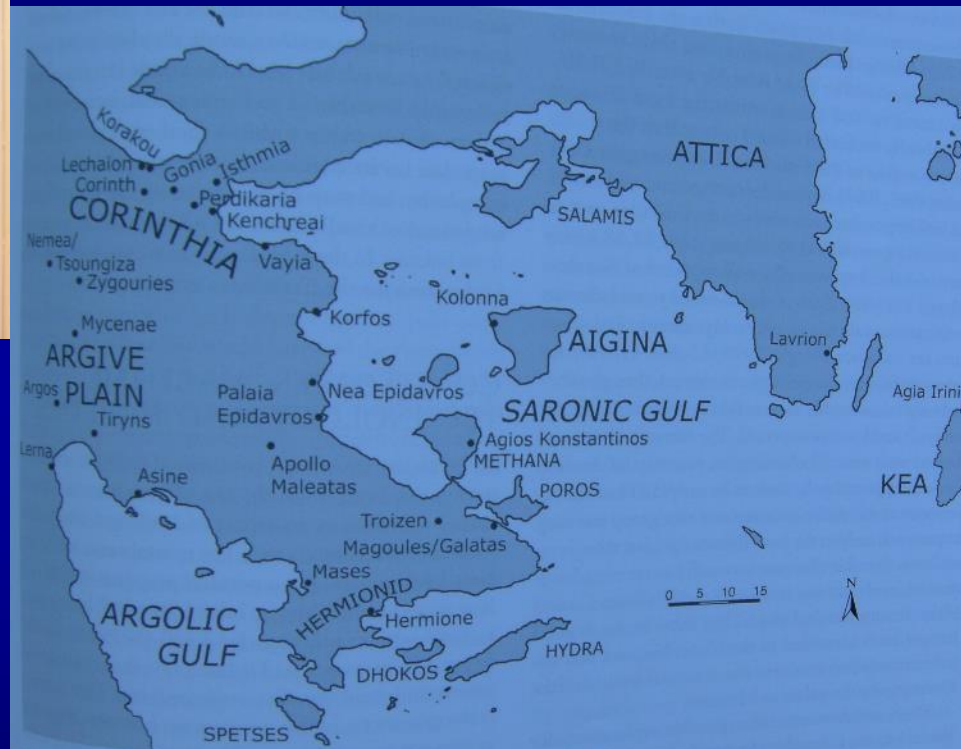 Korakou
Lechaion
Gonia
Isthmia
Corinth
Perdikaria
Kenchreai
CORINTHIA
Vayia
Nemea/
Tsoungiza
Zygouries
Korfos
Mycenae
ARGIVE
PLAIN
Argos
Tiryns
Lerna
Asine
Palaia
Epidavros
Nea Epidavros
Apollo
Maleatas
ATTICA
SALAMIS
Kolonna
AIGINA
Lavrion
SARONIC GULF
Agia Irini
KEA
Agios Konstantinos
METHANA
POROS
Troizen
Magoules/Galatas
Mases
HERMIONID
Hermione
ARGOLIC
GULF
DHOKOS
HYDRA
SPETSES
0 5 10 15
N